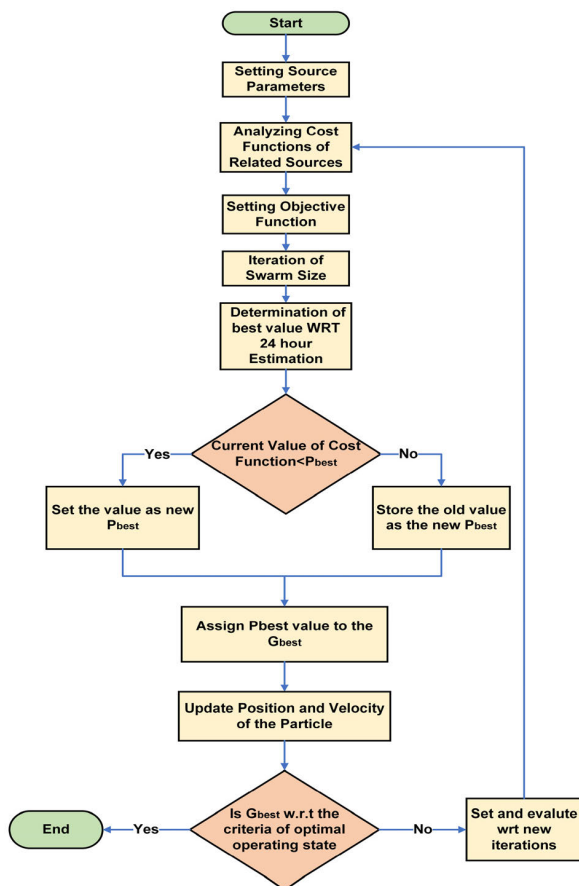 Start
Setting Source
Parameters
Analyzing Cost
Functions of
Related Sources
Setting Objective
Function
Iteration of
Swarm Size
Determination of
best value WRT
24 hour
Estimation
Current Value of Cost
Function<Pbest
Yes
No
Set the value as new
Pbest
Store the old value
as the new Pbest
Assign Pbest value to the
Gbest
Update Position and Velocity
of the Particle
Is Gbest w.r.t the
criteria of optimal
operating state
Yes
End
No
Set and evalute
wrt new
iterations